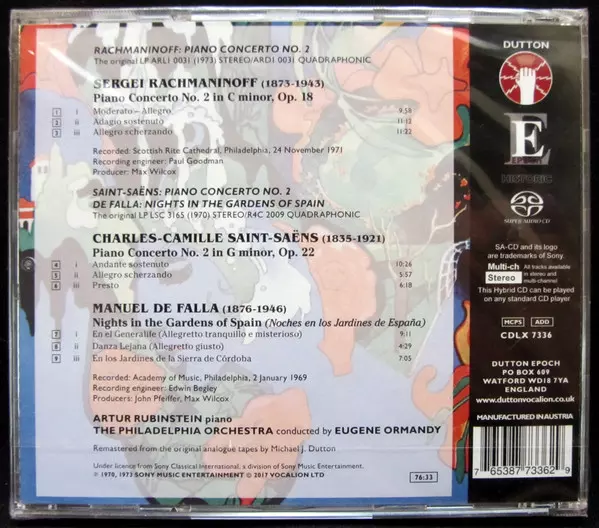 RACHMANINOFF: PIANO CONCERTO NO. 2
The original LP ARL1 0031 (1973) STEREO/ARD1 0031 QUADRAPHONIC
SERGEI RACHMANINOFF (1873-1943)
Piano Concerto No. 2 in C minor, Op. 18
1 i Moderato – Allegro 9:58
2 ii Adagio sostenuto 11:12
3 iii Allegro scherzando 11:22
Recorded: Scottish Rite Cathedral, Philadelphia, 24 November 1971
Recording engineer: Paul Goodman
Producer: Max Wilcox
SAINT-SAËNS: PIANO CONCERTO NO. 2
DE FALLA: NIGHTS IN THE GARDENS OF SPAIN
The original LP LSC 3165 (1970) STEREO/R4C 2009 QUADRAPHONIC
CHARLES-CAMILLE SAINT-SAËNS (1835-1921)
Piano Concerto No. 2 in G minor, Op. 22
4 i Andante sostenuto 10:26
5 ii Allegro scherzando 5:57
6 iii Presto 6:18
MANUEL DE FALLA (1876-1946)
Nights in the Gardens of Spain (Noches en los Jardines de España)
7 i En el Generalife (Allegretto tranquillo e misterioso) 9:11
8 ii Danza Lejana (Allegretto giusto) 4:29
9 iii En los Jardines de la Sierra de Córdoba 7:05
Recorded: Academy of Music, Philadelphia, 2 January 1969
Recording engineer: Edwin Begley
Producers: John Pfeiffer, Max Wilcox
ARTUR RUBINSTEIN piano
THE PHILADELPHIA ORCHESTRA conducted by EUGENE ORMANDY
Remastered from the original analogue tapes by Michael J. Dutton
Under licence from Sony Classical International, a division of Sony Music Entertainment.
℗ 1970, 1973 SONY MUSIC ENTERTAINMENT © 2017 VOCALION LTD
76:33
DUTTON
E
EPOCH
HISTORIC
SUPER AUDIO CD
SA-CD and its logo
are trademarks of Sony.
Multi-ch
Stereo
All tracks available
in stereo and
multi-channel
This Hybrid CD can be played
on any standard CD player
MCPS ADD
CDLX 7336
DUTTON EPOCH
PO BOX 609
WATFORD WD18 7YA
ENGLAND
www.duttonvocalion.co.uk
MANUFACTURED IN AUSTRIA
7 65387 73362 9